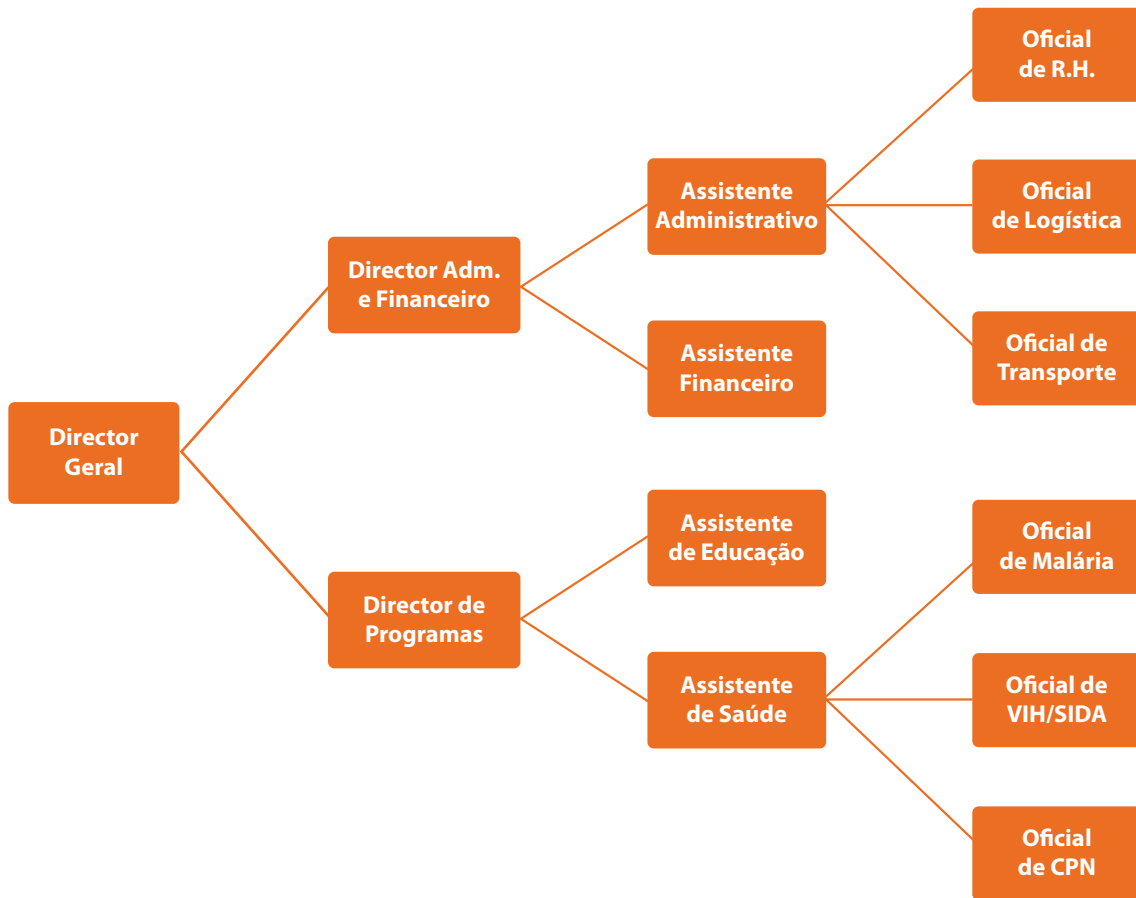 Director
Geral
Director Adm.
e Financeiro
Assistente
Administrativo
Oficial
de R.H.
Oficial
de Logística
Oficial de
Transporte
Assistente
Financeiro
Director de
Programas
Assistente
de Educação
Assistente
de Saúde
Oficial
de Malária
Oficial de
VIH/SIDA
Oficial
de CPN